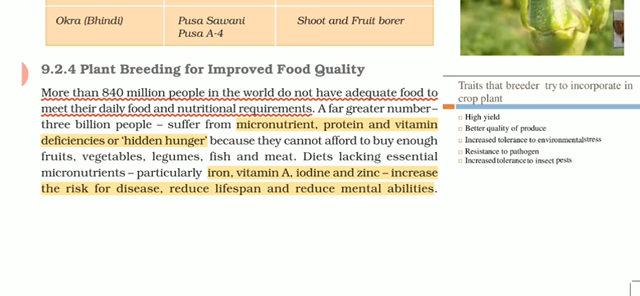 Okra (Bhindi) Pusa Sawani Shoot and Fruit borer
Pusa A-4
9.2.4 Plant Breeding for Improved Food Quality
More than 840 million people in the world do not have adequate food to
meet their daily food and nutritional requirements. A far greater number–
three billion people – suffer from micronutrient, protein and vitamin
deficiencies or ‘hidden hunger’ because they cannot afford to buy enough
fruits, vegetables, legumes, fish and meat. Diets lacking essential
micronutrients – particularly iron, vitamin A, iodine and zinc – increase
the risk for disease, reduce lifespan and reduce mental abilities.
Traits that breeder try to incorporate in
crop plant
High yield
Better quality of produce
Increased tolerance to environmental stress
Resistance to pathogen
Increased tolerance to insect pests